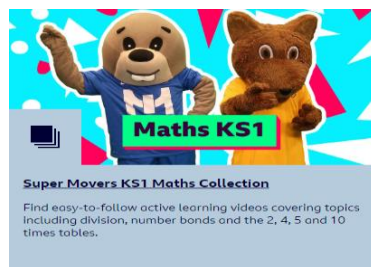 Maths KS1
Super Movers KS1 Maths Collection
Find easy-to-follow active learning videos covering topics
including division, number bonds and the 2, 4, 5 and 10
times tables.